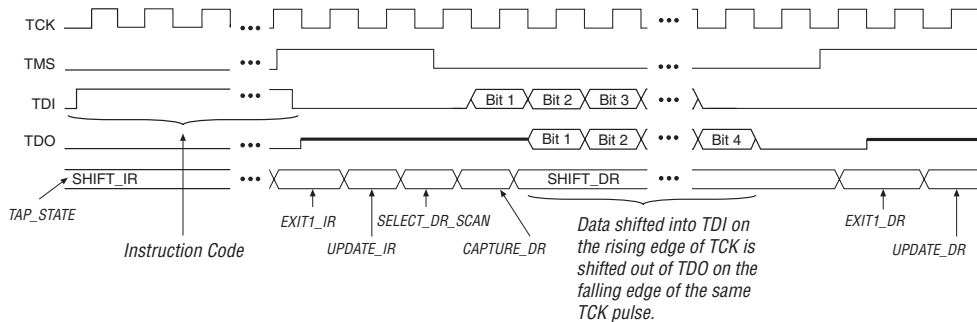 TCK
•••
•••
TMS
•••
•••
TDI
•••
Bit 1
Bit 2
Bit 3
•••
TDO
•••
Bit 1
Bit 2
•••
Bit 4
SHIFT_IR
•••
SHIFT_DR
•••
TAP_STATE
Instruction Code
EXIT1_IR
UPDATE_IR
SELECT_DR_SCAN
CAPTURE_DR
Data shifted into TDI on
the rising edge of TCK is
shifted out of TDO on the
falling edge of the same
TCK pulse.
EXIT1_DR
UPDATE_DR